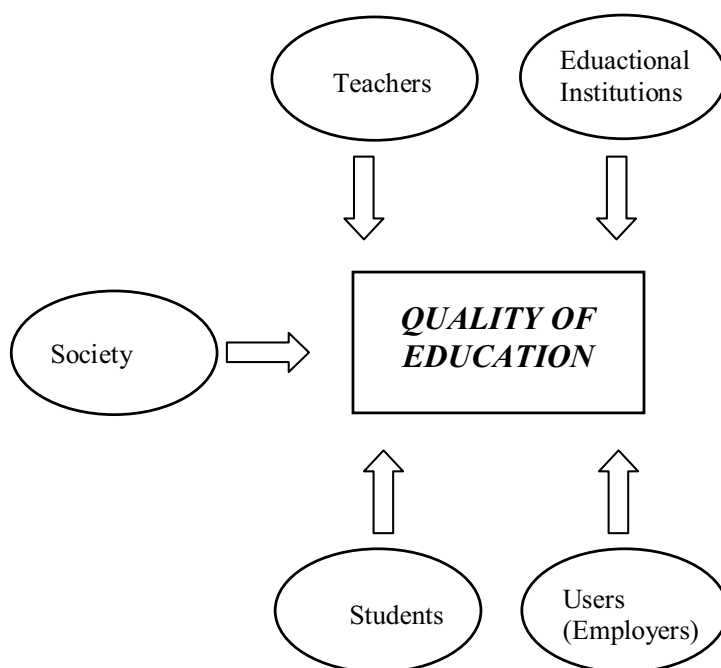 Teachers
Eduactional
Institutions
QUALITY OF
EDUCATION
Society
Students
Users
(Employers)